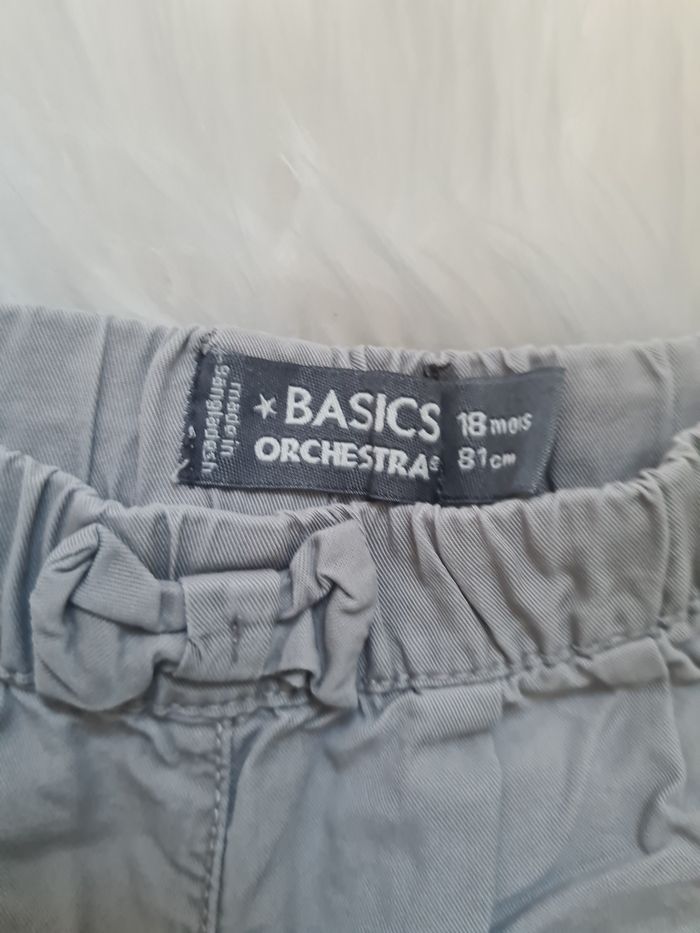 made in
Bangladesh
★BASICS
ORCHESTRA®
18 mois
81 cm